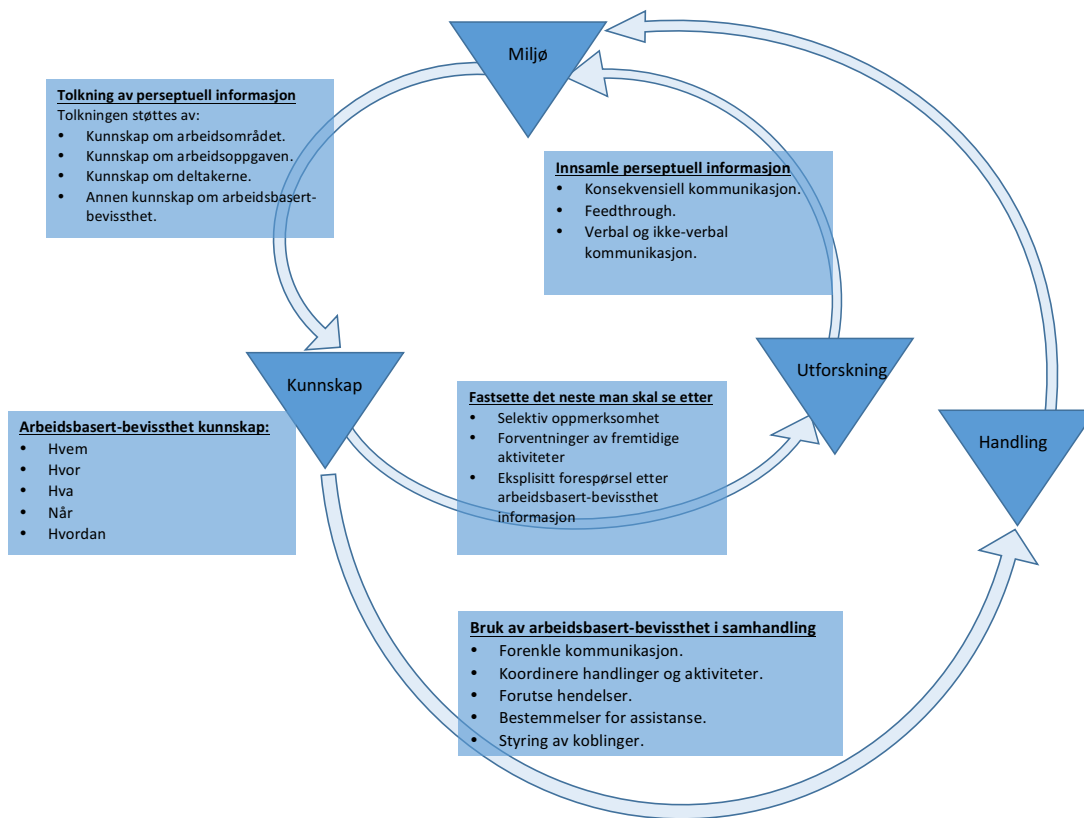 Miljø
Tolkning av perseptuell informasjon
Tolkningen støttes av:
• Kunnskap om arbeidsområdet.
• Kunnskap om arbeidsoppgaven.
• Kunnskap om deltakerne.
• Annen kunnskap om arbeidsbasert-
bevissthet.
Innsamle perseptuell informasjon
• Konsekvensiell kommunikasjon.
• Feedthrough.
• Verbal og ikke-verbal
kommunikasjon.
Kunnskap
Utforskning
Handling
Arbeidsbasert-bevissthet kunnskap:
• Hvem
• Hvor
• Hva
• Når
• Hvordan
Fastsette det neste man skal se etter
• Selektiv oppmerksomhet
• Forventninger av fremtidige
aktiviteter
• Eksplisitt forespørsel etter
arbeidsbasert-bevissthet
informasjon
Bruk av arbeidsbasert-bevissthet i samhandling
• Forenkle kommunikasjon.
• Koordinere handlinger og aktiviteter.
• Forutse hendelser.
• Bestemmelser for assistanse.
• Styring av koblinger.